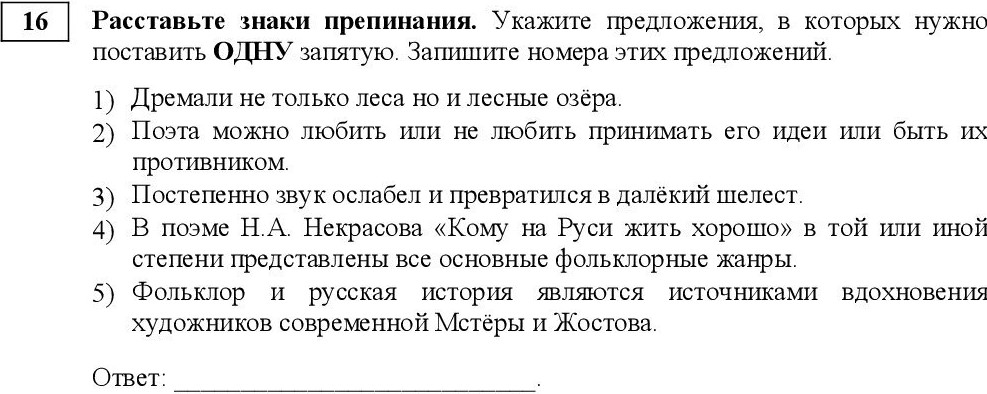 16 Расставьте знаки препинания. Укажите предложения, в которых нужно
поставить ОДНУ запятую. Запишите номера этих предложений.
1) Дремали не только леса но и лесные озёра.
2) Поэта можно любить или не любить принимать его идеи или быть их
противником.
3) Постепенно звук ослабел и превратился в далёкий шелест.
4) В поэме Н.А. Некрасова «Кому на Руси жить хорошо» в той или иной
степени представлены все основные фольклорные жанры.
5) Фольклор и русская история являются источниками вдохновения
художников современной Мстёры и Жостова.
Ответ: ___________________________.